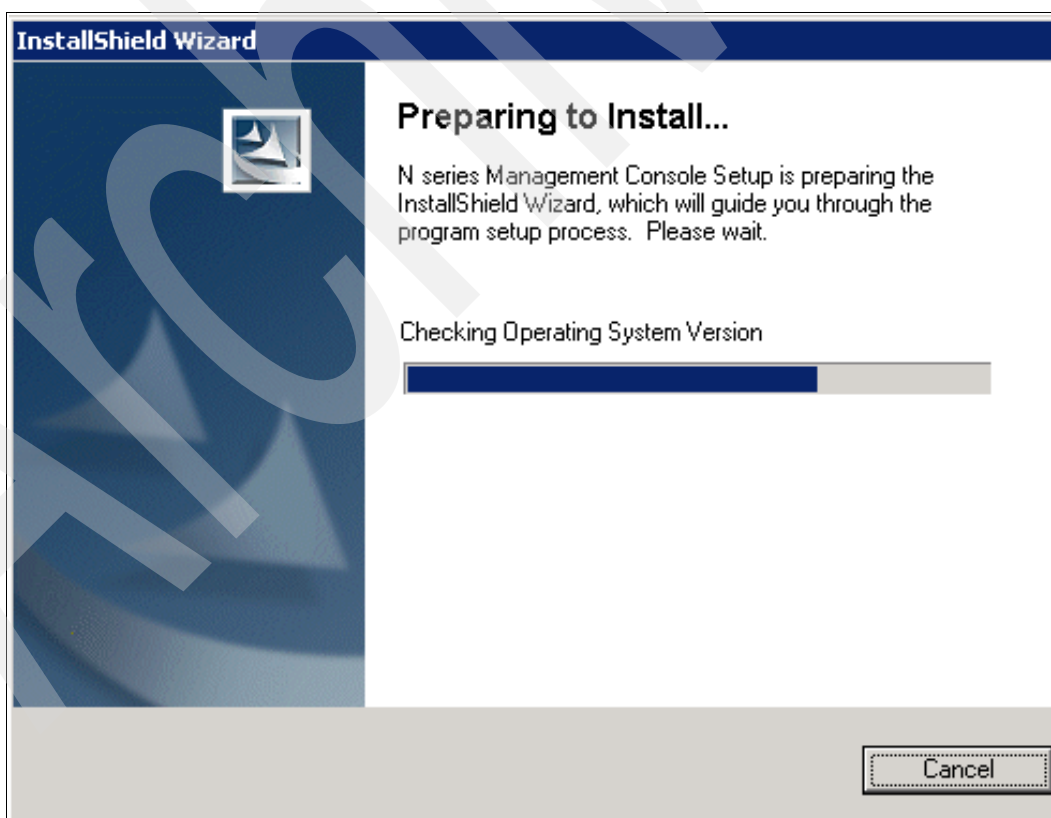 InstallShield Wizard
Preparing to Install...
N series Management Console Setup is preparing the
InstallShield Wizard, which will guide you through the
program setup process.  Please wait.
Checking Operating System Version
Cancel